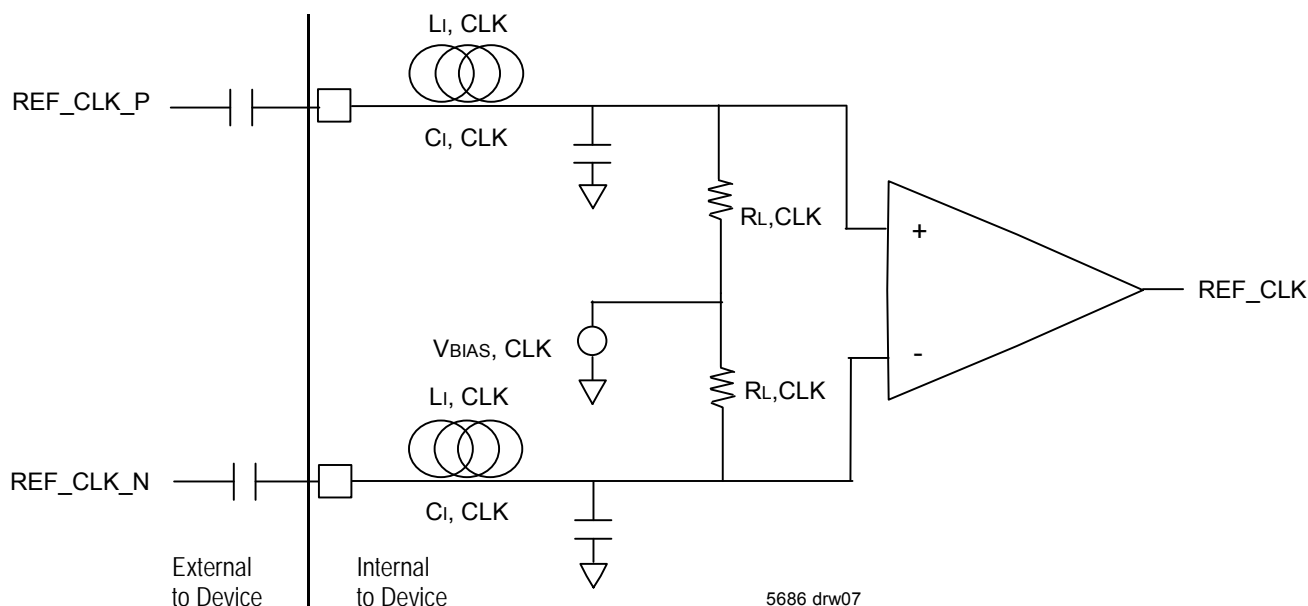 LI, CLK
REF_CLK_P
CI, CLK
RL,CLK
+
REF_CLK
-
VBIAS, CLK
RL,CLK
LI, CLK
REF_CLK_N
CI, CLK
External
to Device
Internal
to Device
5686 drw07